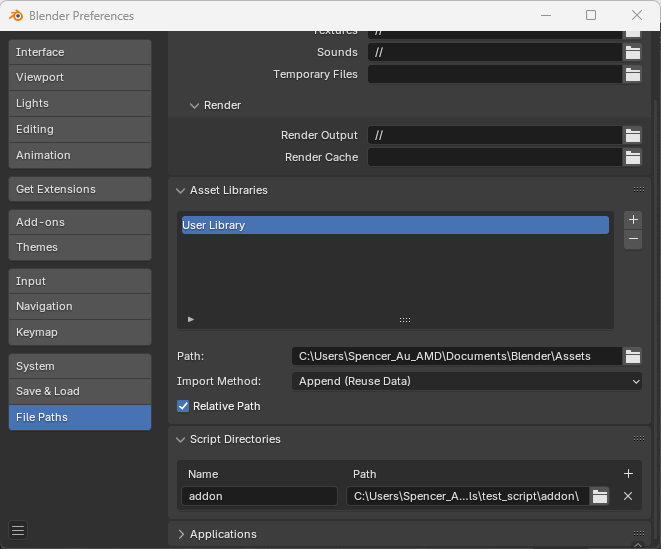 Blender Preferences
Interface
Viewport
Lights
Editing
Animation
Get Extensions
Add-ons
Themes
Input
Navigation
Keymap
System
Save & Load
File Paths
Textures //
Sounds //
Temporary Files
Render
Render Output //
Render Cache
Asset Libraries
User Library
Path: C:\Users\Spencer_Au_AMD\Documents\Blender\Assets
Import Method: Append (Reuse Data)
Relative Path
Script Directories
Name Path
addon C:\Users\Spencer_A...ls\test_script\addon\
Applications